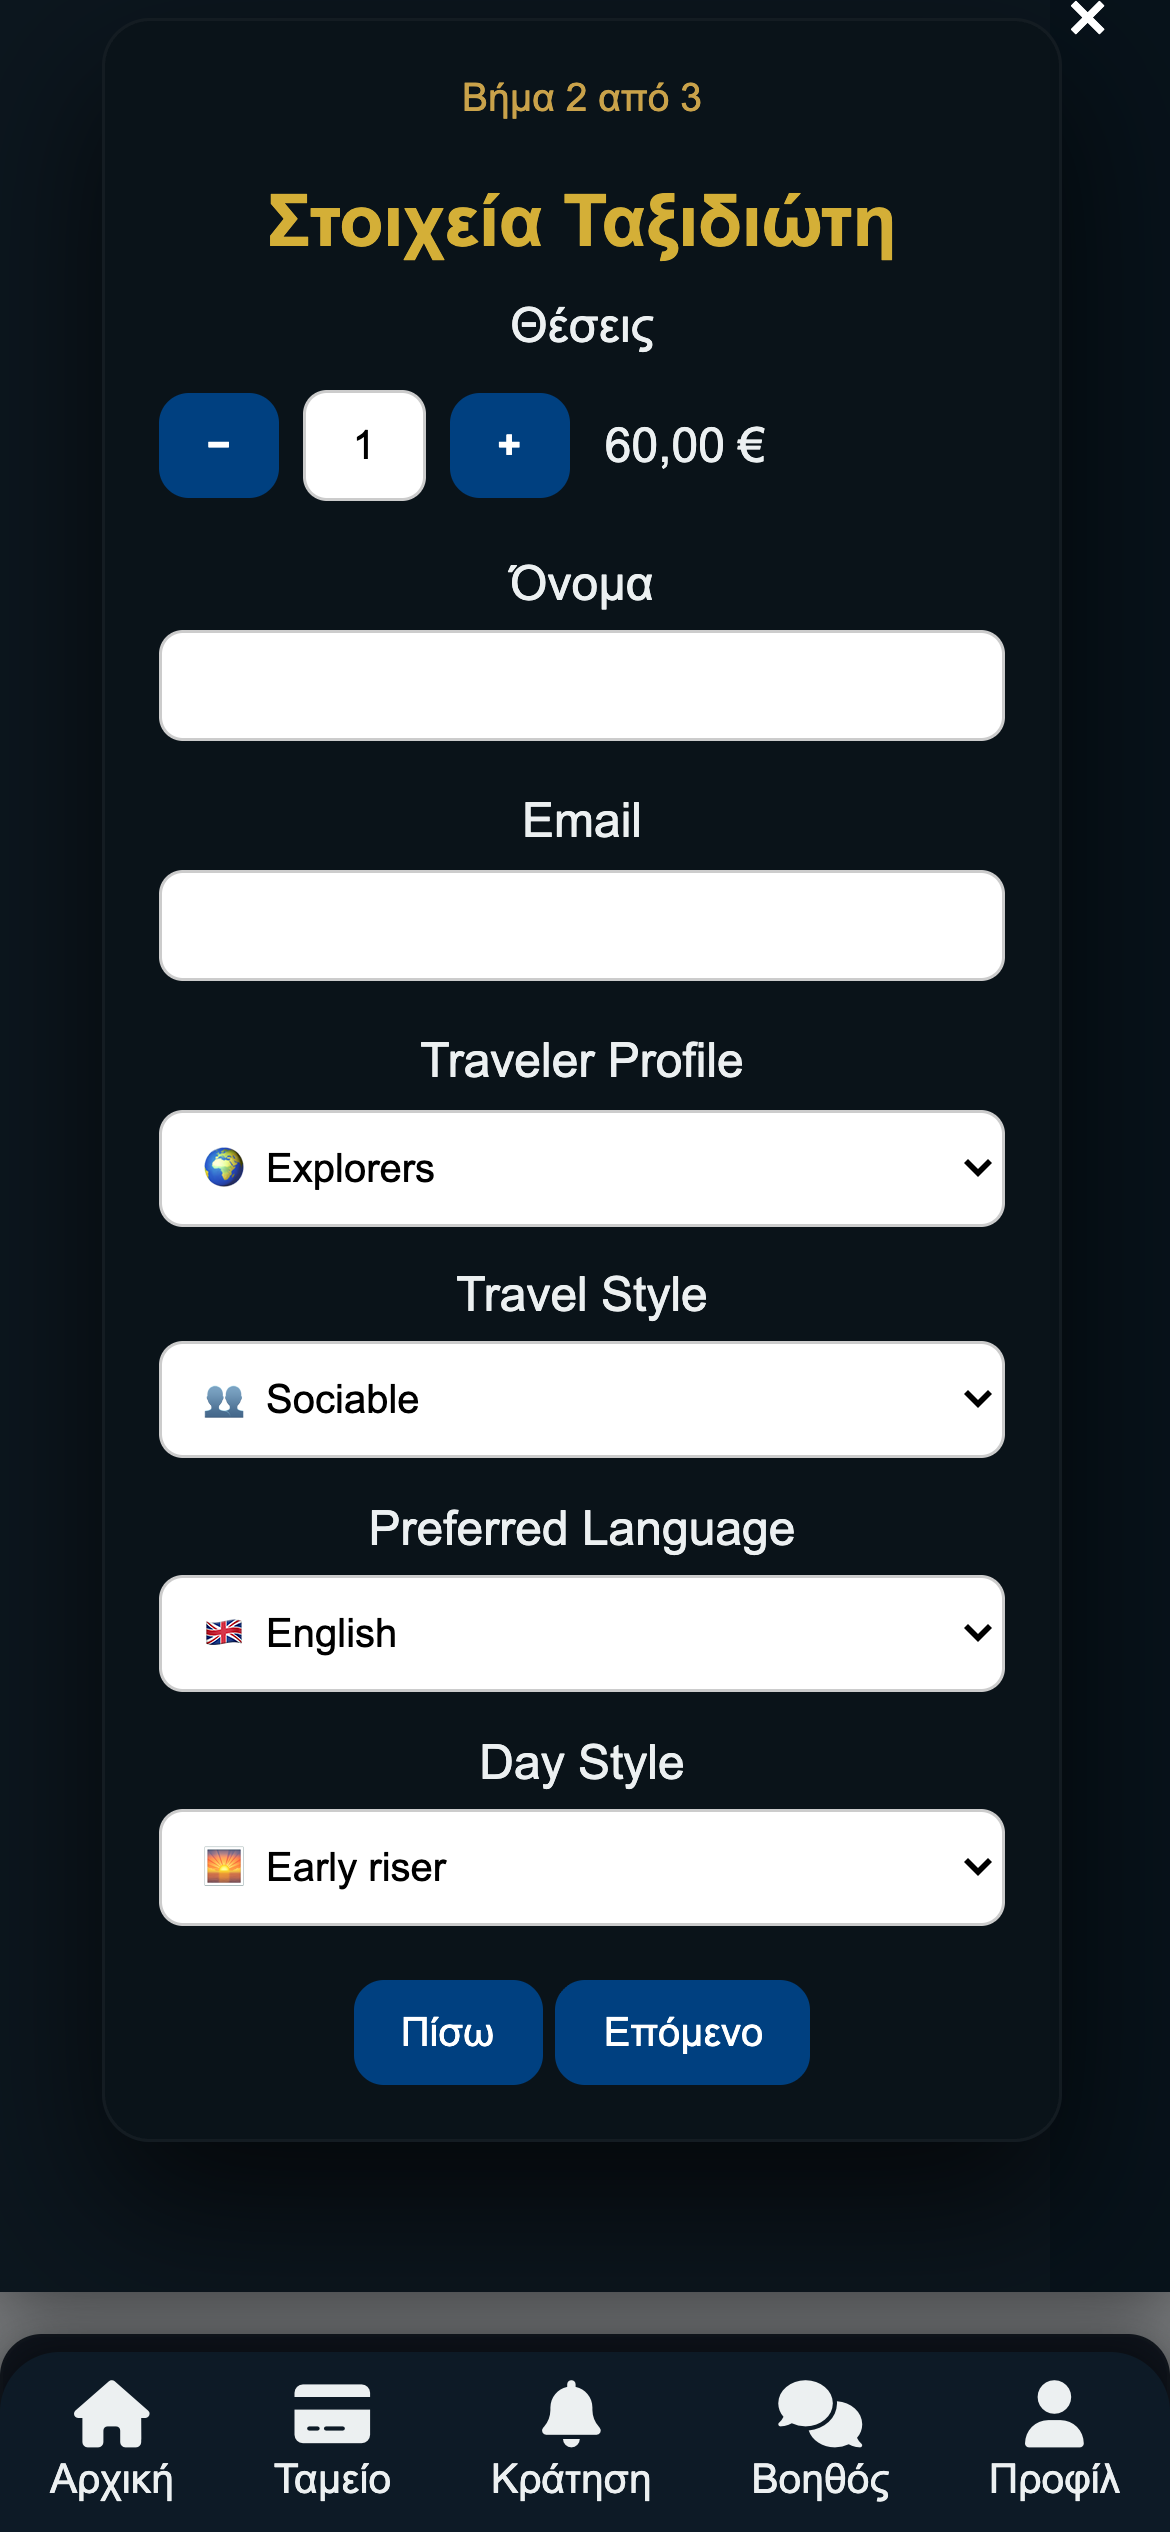 Βήμα 2 από 3
Στοιχεία Ταξιδιώτη
Θέσεις
− 1 + 60,00 €
Όνομα
Email
Traveler Profile
Explorers
Travel Style
Sociable
Preferred Language
English
Day Style
Early riser
Πίσω Επόμενο
Αρχική Ταμείο Κράτηση Βοηθός Προφίλ